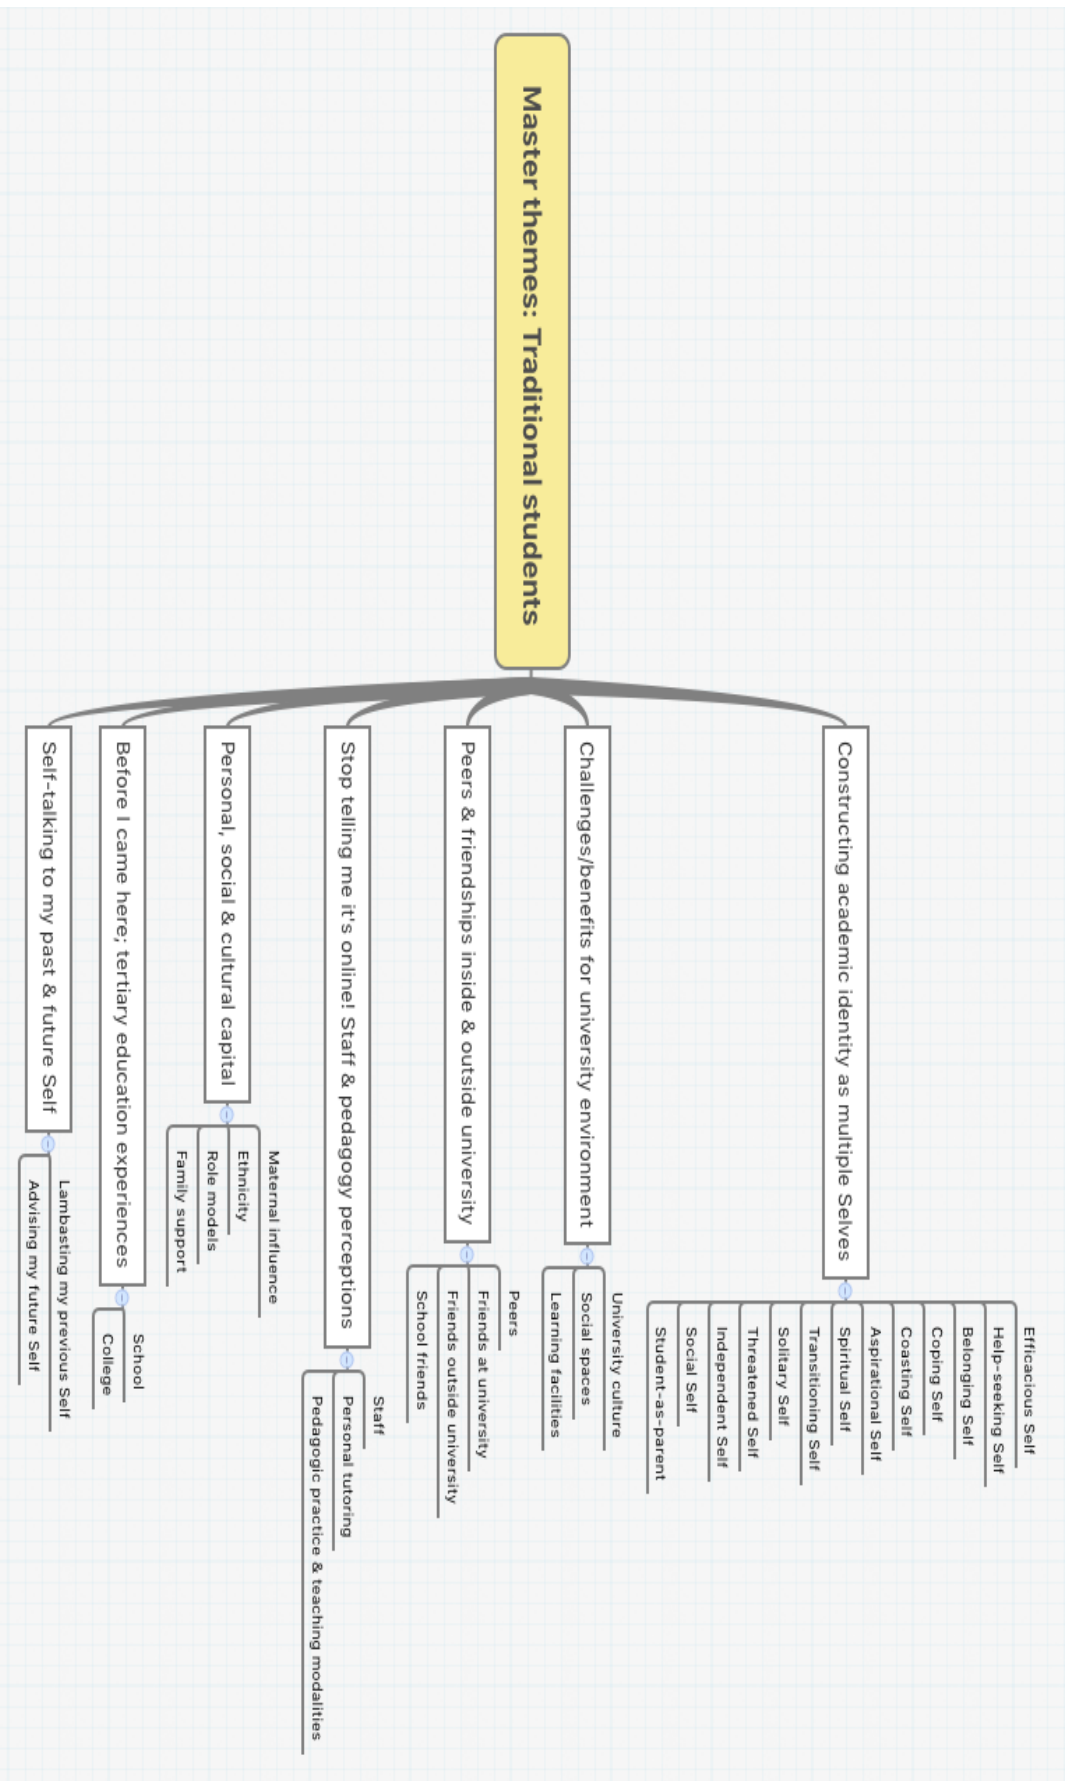 Master themes: Traditional students
Constructing academic identity as multiple Selves
Efficacious Self
Help-seeking Self
Belonging Self
Coping Self
Coasting Self
Aspirational Self
Spiritual Self
Transitioning Self
Solitary Self
Threatened Self
Independent Self
Social Self
Student-as-parent
Challenges/benefits for university environment
University culture
Social spaces
Learning facilities
Peers & friendships inside & outside university
Peers
Friends at university
Friends outside university
School friends
Stop telling me it's online! Staff & pedagogy perceptions
Staff
Personal tutoring
Pedagogic practice & teaching modalities
Personal, social & cultural capital
Maternal influence
Ethnicity
Role models
Family support
Before I came here; tertiary education experiences
School
College
Self-talking to my past & future Self
Lambasting my previous Self
Advising my future Self